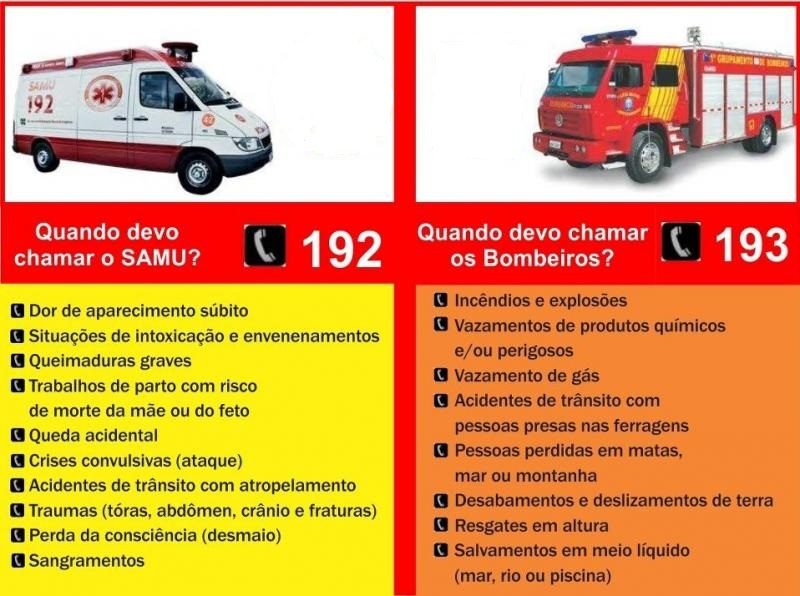 SAMU
192
42
1º GRUPAMENTO DE BOMBEIROS
Quando devo
chamar o SAMU?
192
Dor de aparecimento súbito
Situações de intoxicação e envenenamentos
Queimaduras graves
Trabalhos de parto com risco
de morte da mãe ou do feto
Queda acidental
Crises convulsivas (ataque)
Acidentes de trânsito com atropelamento
Traumas (tóras, abdômen, crânio e fraturas)
Perda da consciência (desmaio)
Sangramentos
Quando devo chamar
os Bombeiros?
193
Incêndios e explosões
Vazamentos de produtos químicos
e/ou perigosos
Vazamento de gás
Acidentes de trânsito com
pessoas presas nas ferragens
Pessoas perdidas em matas,
mar ou montanha
Desabamentos e deslizamentos de terra
Resgates em altura
Salvamentos em meio líquido
(mar, rio ou piscina)